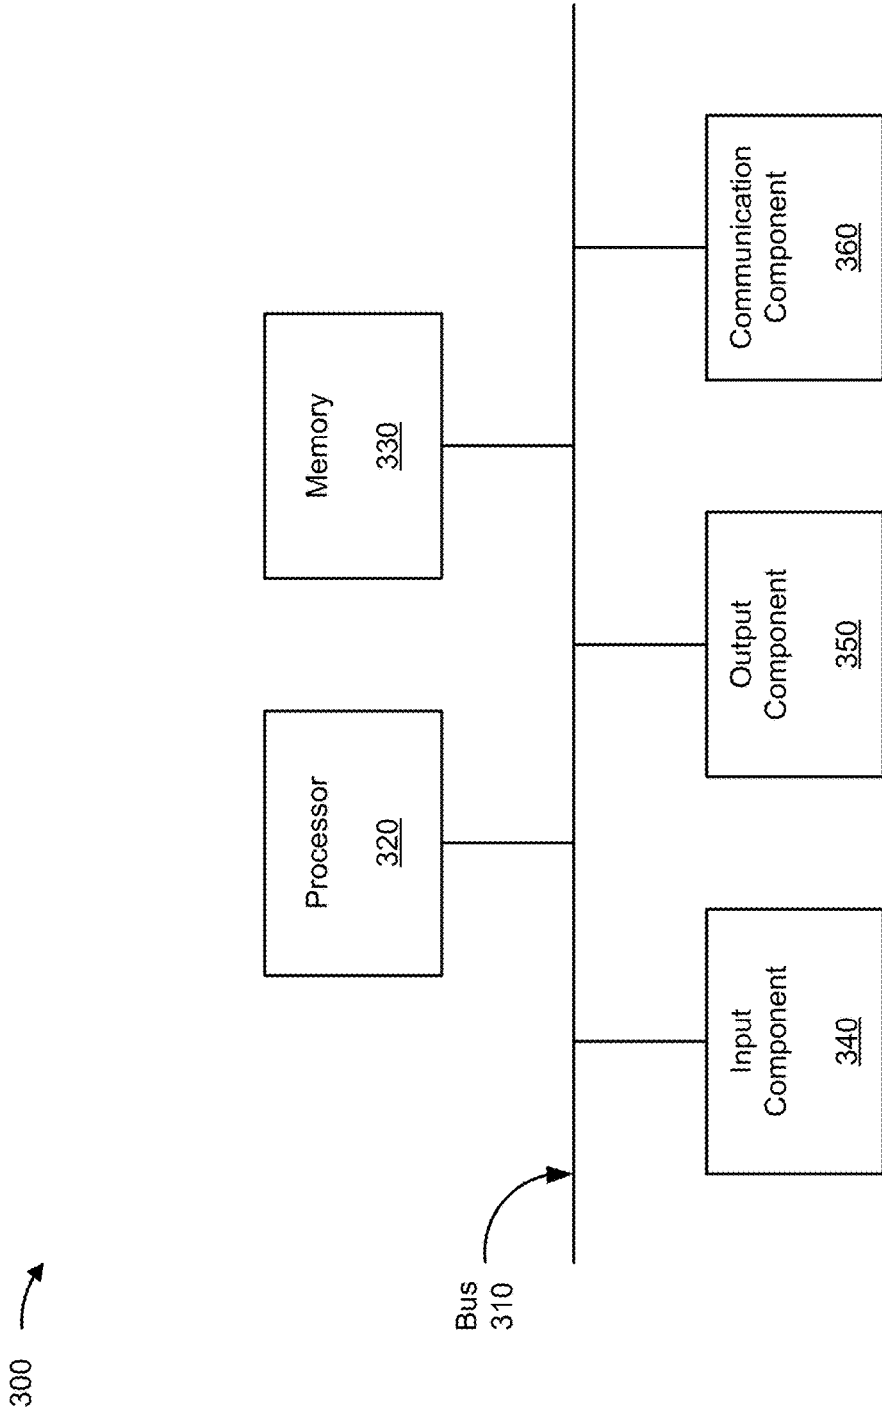 300
Bus
310
Processor
320
Memory
330
Input
Component
340
Output
Component
350
Communication
Component
360